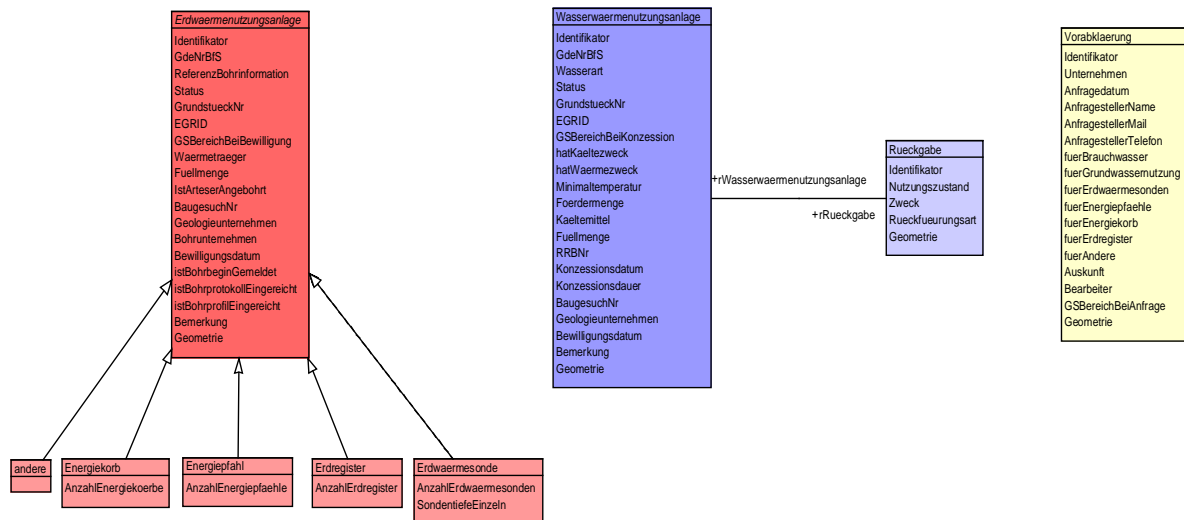 Erdwaermenutzungsanlage
Identifikator
GdeNrBfS
ReferenzBohrinformation
Status
GrundstueckNr
EGRID
GSBereichBeiBewilligung
Waermetraeger
Fuellmenge
IstArteserAngebohrt
BaugesuchNr
Geologieunternehmen
Bohrunternehmen
Bewilligungsdatum
istBohrbeginGemeldet
istBohrprotokollEingereicht
istBohrprofilEingereicht
Bemerkung
Geometrie
andere
Energiekorb
AnzahlEnergiekoerbe
Energiepfahl
AnzahlEnergiepfaehle
Erdregister
AnzahlErdregister
Erdwaermesonde
AnzahlErdwaermesonden
SondentiefeEinzeln
Wasserwaermenutzungsanlage
Identifikator
GdeNrBfS
Wasserart
Status
GrundstueckNr
EGRID
GSBereichBeiKonzession
hatKaeltezweck
hatWaermezweck
Minimaltemperatur
Foerdermenge
Kaeltemittel
Fuellmenge
RRBNr
Konzessionsdatum
Konzessionsdauer
BaugesuchNr
Geologieunternehmen
Bewilligungsdatum
Bemerkung
Geometrie
+rWasserwaermenutzungsanlage
+rRueckgabe
Rueckgabe
Identifikator
Nutzungszustand
Zweck
Rueckfueurungsart
Geometrie
Vorabklaerung
Identifikator
Unternehmen
Anfragedatum
AnfragestellerName
AnfragestellerMail
AnfragestellerTelefon
fuerBrauchwasser
fuerGrundwassernutzung
fuerErdwaermesonden
fuerEnergiepfaehle
fuerEnergiekorb
fuerErdregister
fuerAndere
Auskunft
Bearbeiter
GSBereichBeiAnfrage
Geometrie